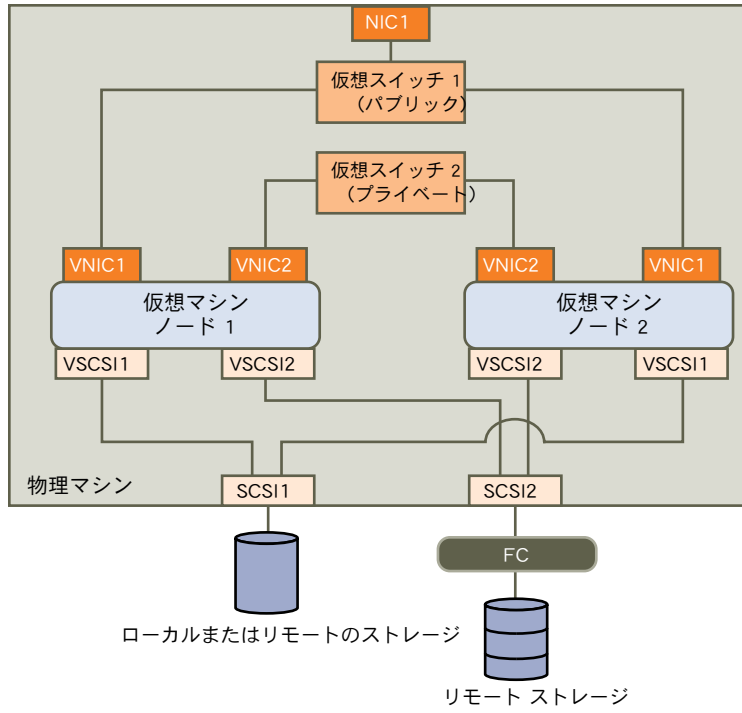 NIC1
仮想スイッチ 1
（パブリック）
仮想スイッチ 2
（プライベート）
VNIC1
VNIC2
VNIC2
VNIC1
仮想マシン
ノード 1
仮想マシン
ノード 2
VSCSI1
VSCSI2
VSCSI2
VSCSI1
物理マシン
SCSI1
SCSI2
FC
ローカルまたはリモートのストレージ
リモート ストレージ